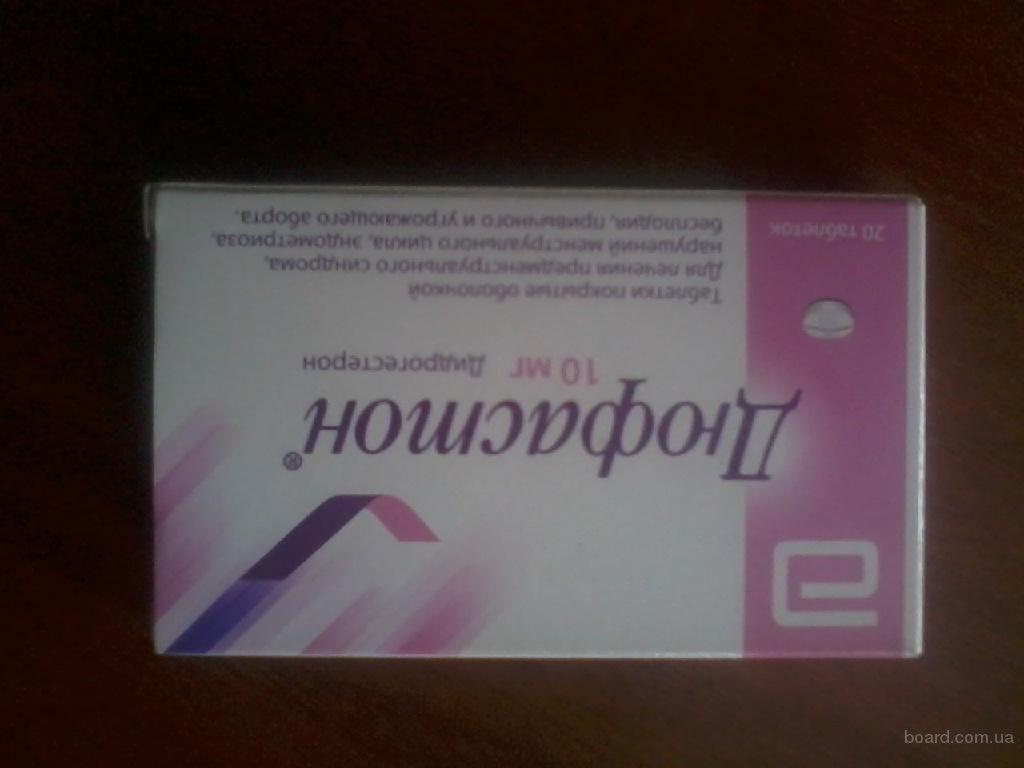 Дюфастон®
10 мг Дидрогестерон
Таблетки покрытые оболочкой
Для лечения предменструального синдрома,
нарушений менструального цикла, эндометриоза,
бесплодия, привычного и угрожающего аборта.
20 таблеток
board.com.ua